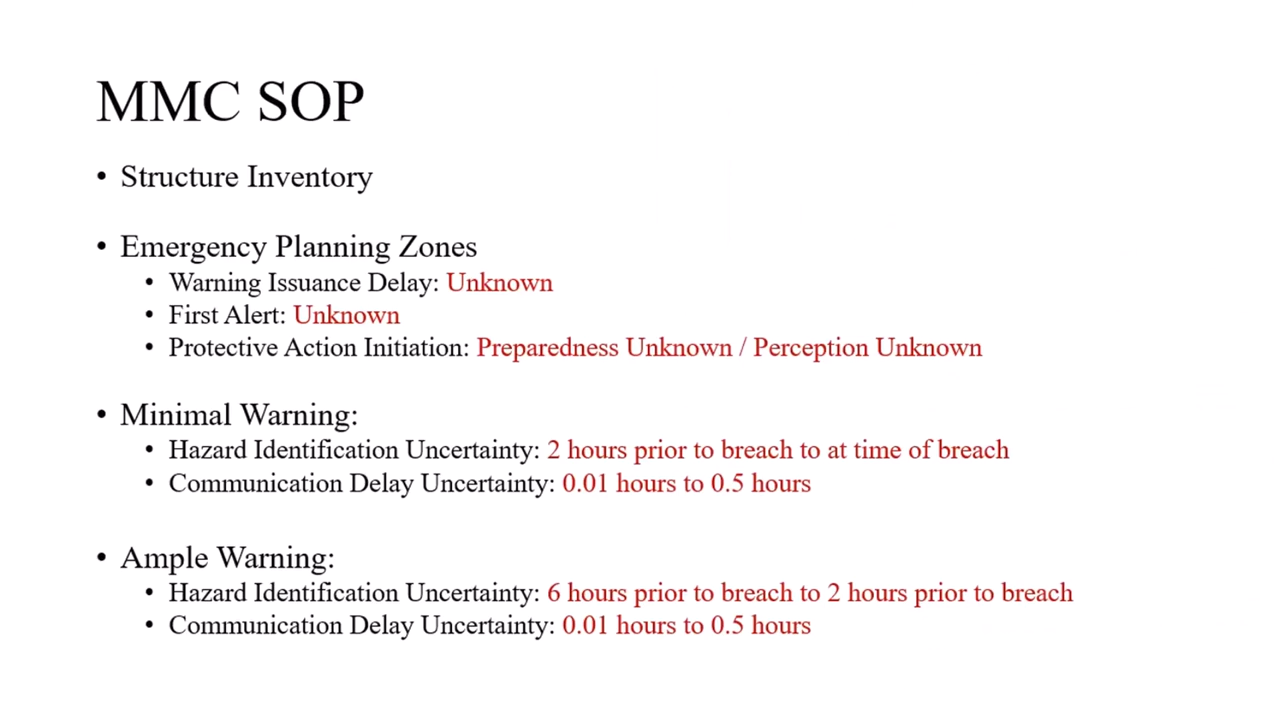 MMC SOP
• Structure Inventory
• Emergency Planning Zones
• Warning Issuance Delay: Unknown
• First Alert: Unknown
• Protective Action Initiation: Preparedness Unknown / Perception Unknown
• Minimal Warning:
• Hazard Identification Uncertainty: 2 hours prior to breach to at time of breach
• Communication Delay Uncertainty: 0.01 hours to 0.5 hours
• Ample Warning:
• Hazard Identification Uncertainty: 6 hours prior to breach to 2 hours prior to breach
• Communication Delay Uncertainty: 0.01 hours to 0.5 hours